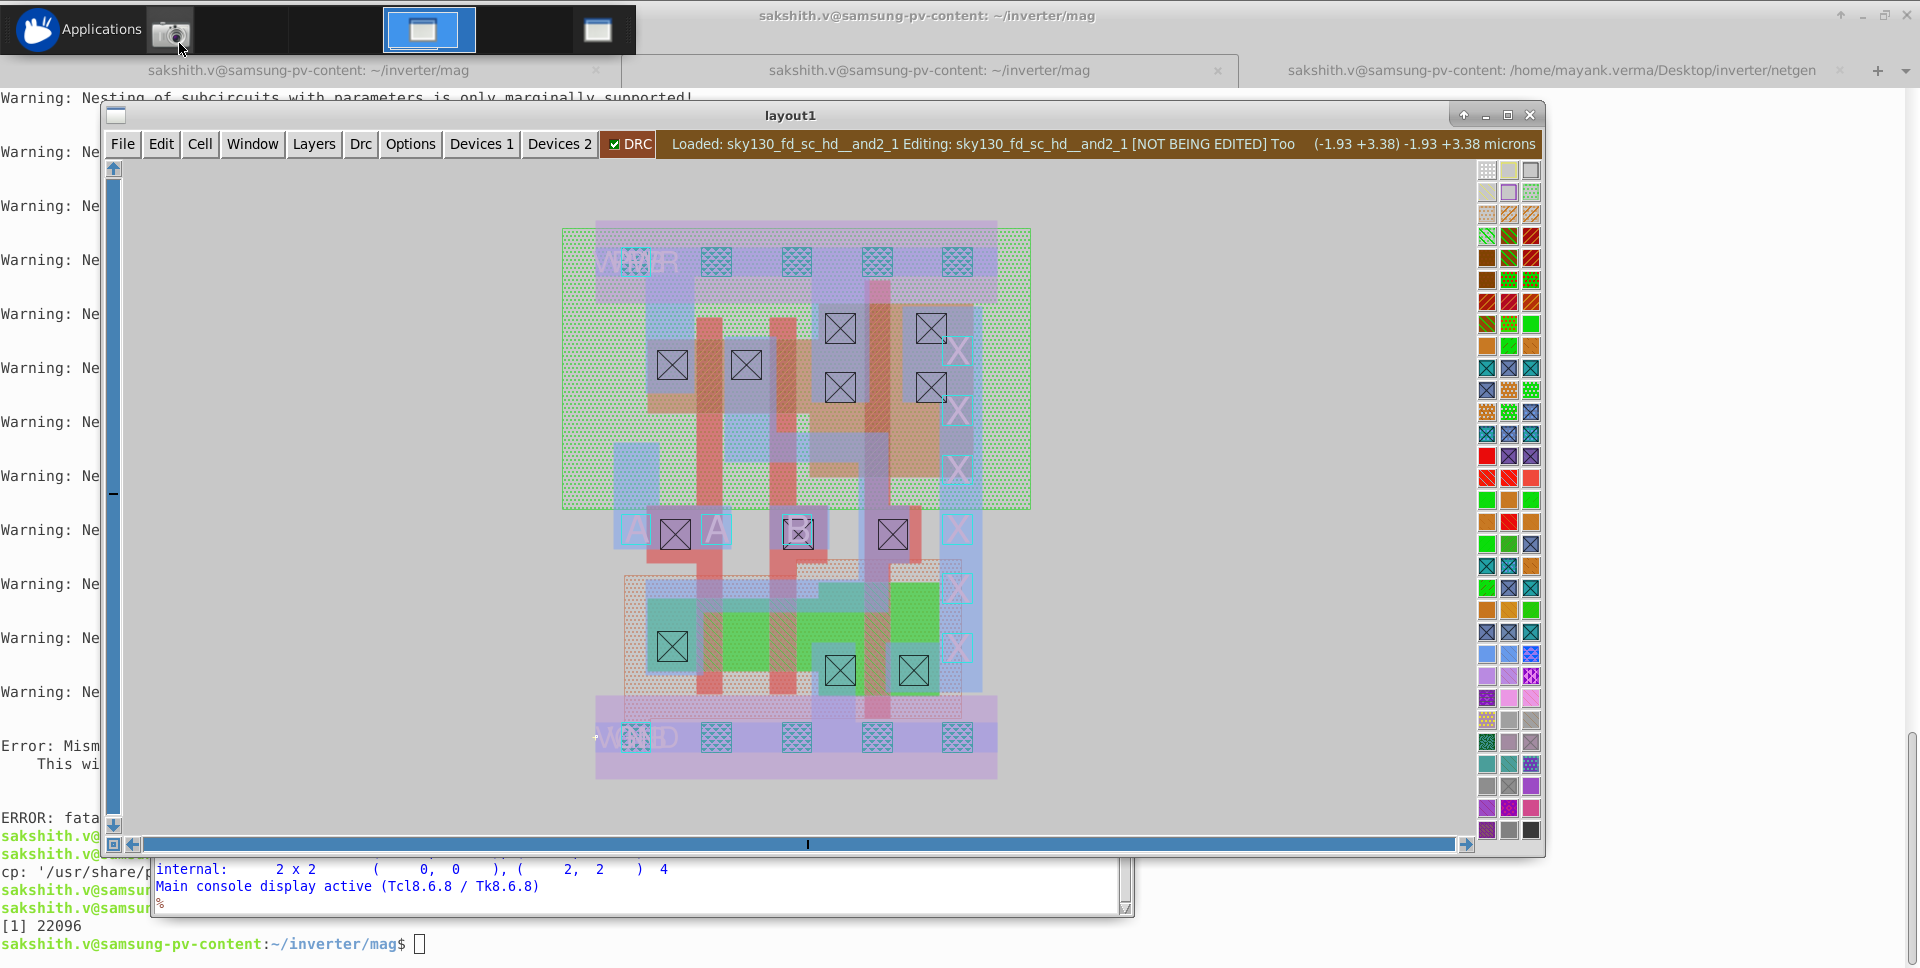 Applications
sakshith.v@samsung-pv-content: ~/inverter/mag
sakshith.v@samsung-pv-content: ~/inverter/mag
sakshith.v@samsung-pv-content: ~/inverter/mag
sakshith.v@samsung-pv-content: /home/mayank.verma/Desktop/inverter/netgen
Warning: Nesting of subcircuits with parameters is only marginally supported!
layout1
File Edit Cell Window Layers Drc Options Devices 1 Devices 2 DRC Loaded: sky130_fd_sc_hd__and2_1 Editing: sky130_fd_sc_hd__and2_1 [NOT BEING EDITED] Too (-1.93 +3.38) -1.93 +3.38 microns
Warning: Ne
Warning: Ne
Warning: Ne
Warning: Ne
Warning: Ne
Warning: Ne
Warning: Ne
Warning: Ne
Warning: Ne
Warning: Ne
Warning: Ne
X
X
X
A A B X
X
X
Error: Mism
This wi
ERROR: fata
sakshith.v@
sakshith.v@
cp: '/usr/share/p
sakshith.v@samsu
sakshith.v@samsur
internal: 2 x 2 ( 0, 0 ), ( 2, 2 ) 4
Main console display active (Tcl8.6.8 / Tk8.6.8)
%
[1] 22096
sakshith.v@samsung-pv-content:~/inverter/mag$